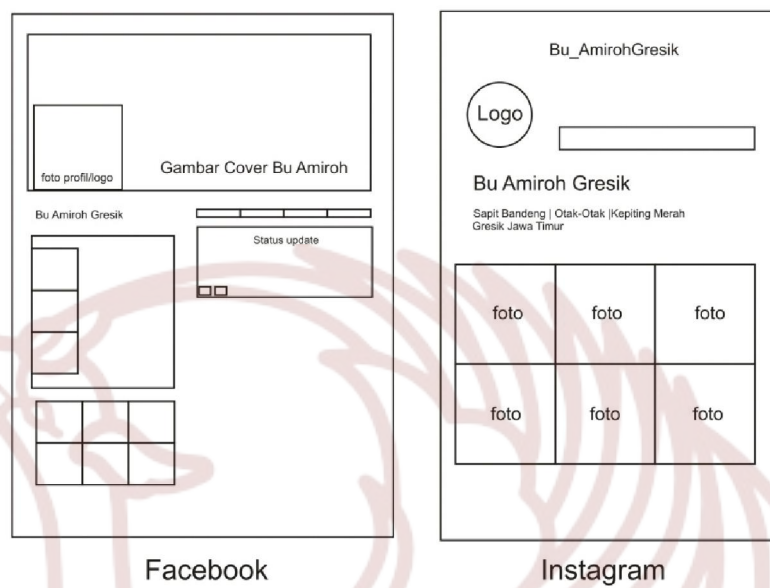 Gambar Cover Bu Amiroh
foto profil/logo
Bu Amiroh Gresik
Status update
Facebook
Bu_AmirohGresik
Logo
Bu Amiroh Gresik
Sapit Bandeng | Otak-Otak |Kepiting Merah
Gresik Jawa Timur
foto foto foto
foto foto foto
Instagram